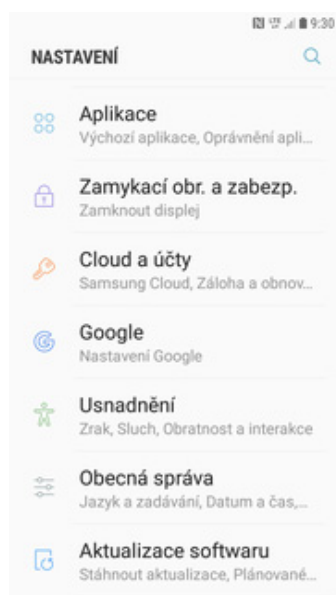 9:30
NASTAVENÍ
Aplikace
Výchozí aplikace, Oprávnění apli...
Zamykací obr. a zabezp.
Zamknout displej
Cloud a účty
Samsung Cloud, Záloha a obnov...
Google
Nastavení Google
Usnadnění
Zrak, Sluch, Obratnost a interakce
Obecná správa
Jazyk a zadávání, Datum a čas,...
Aktualizace softwaru
Stáhnout aktualizace, Plánované...